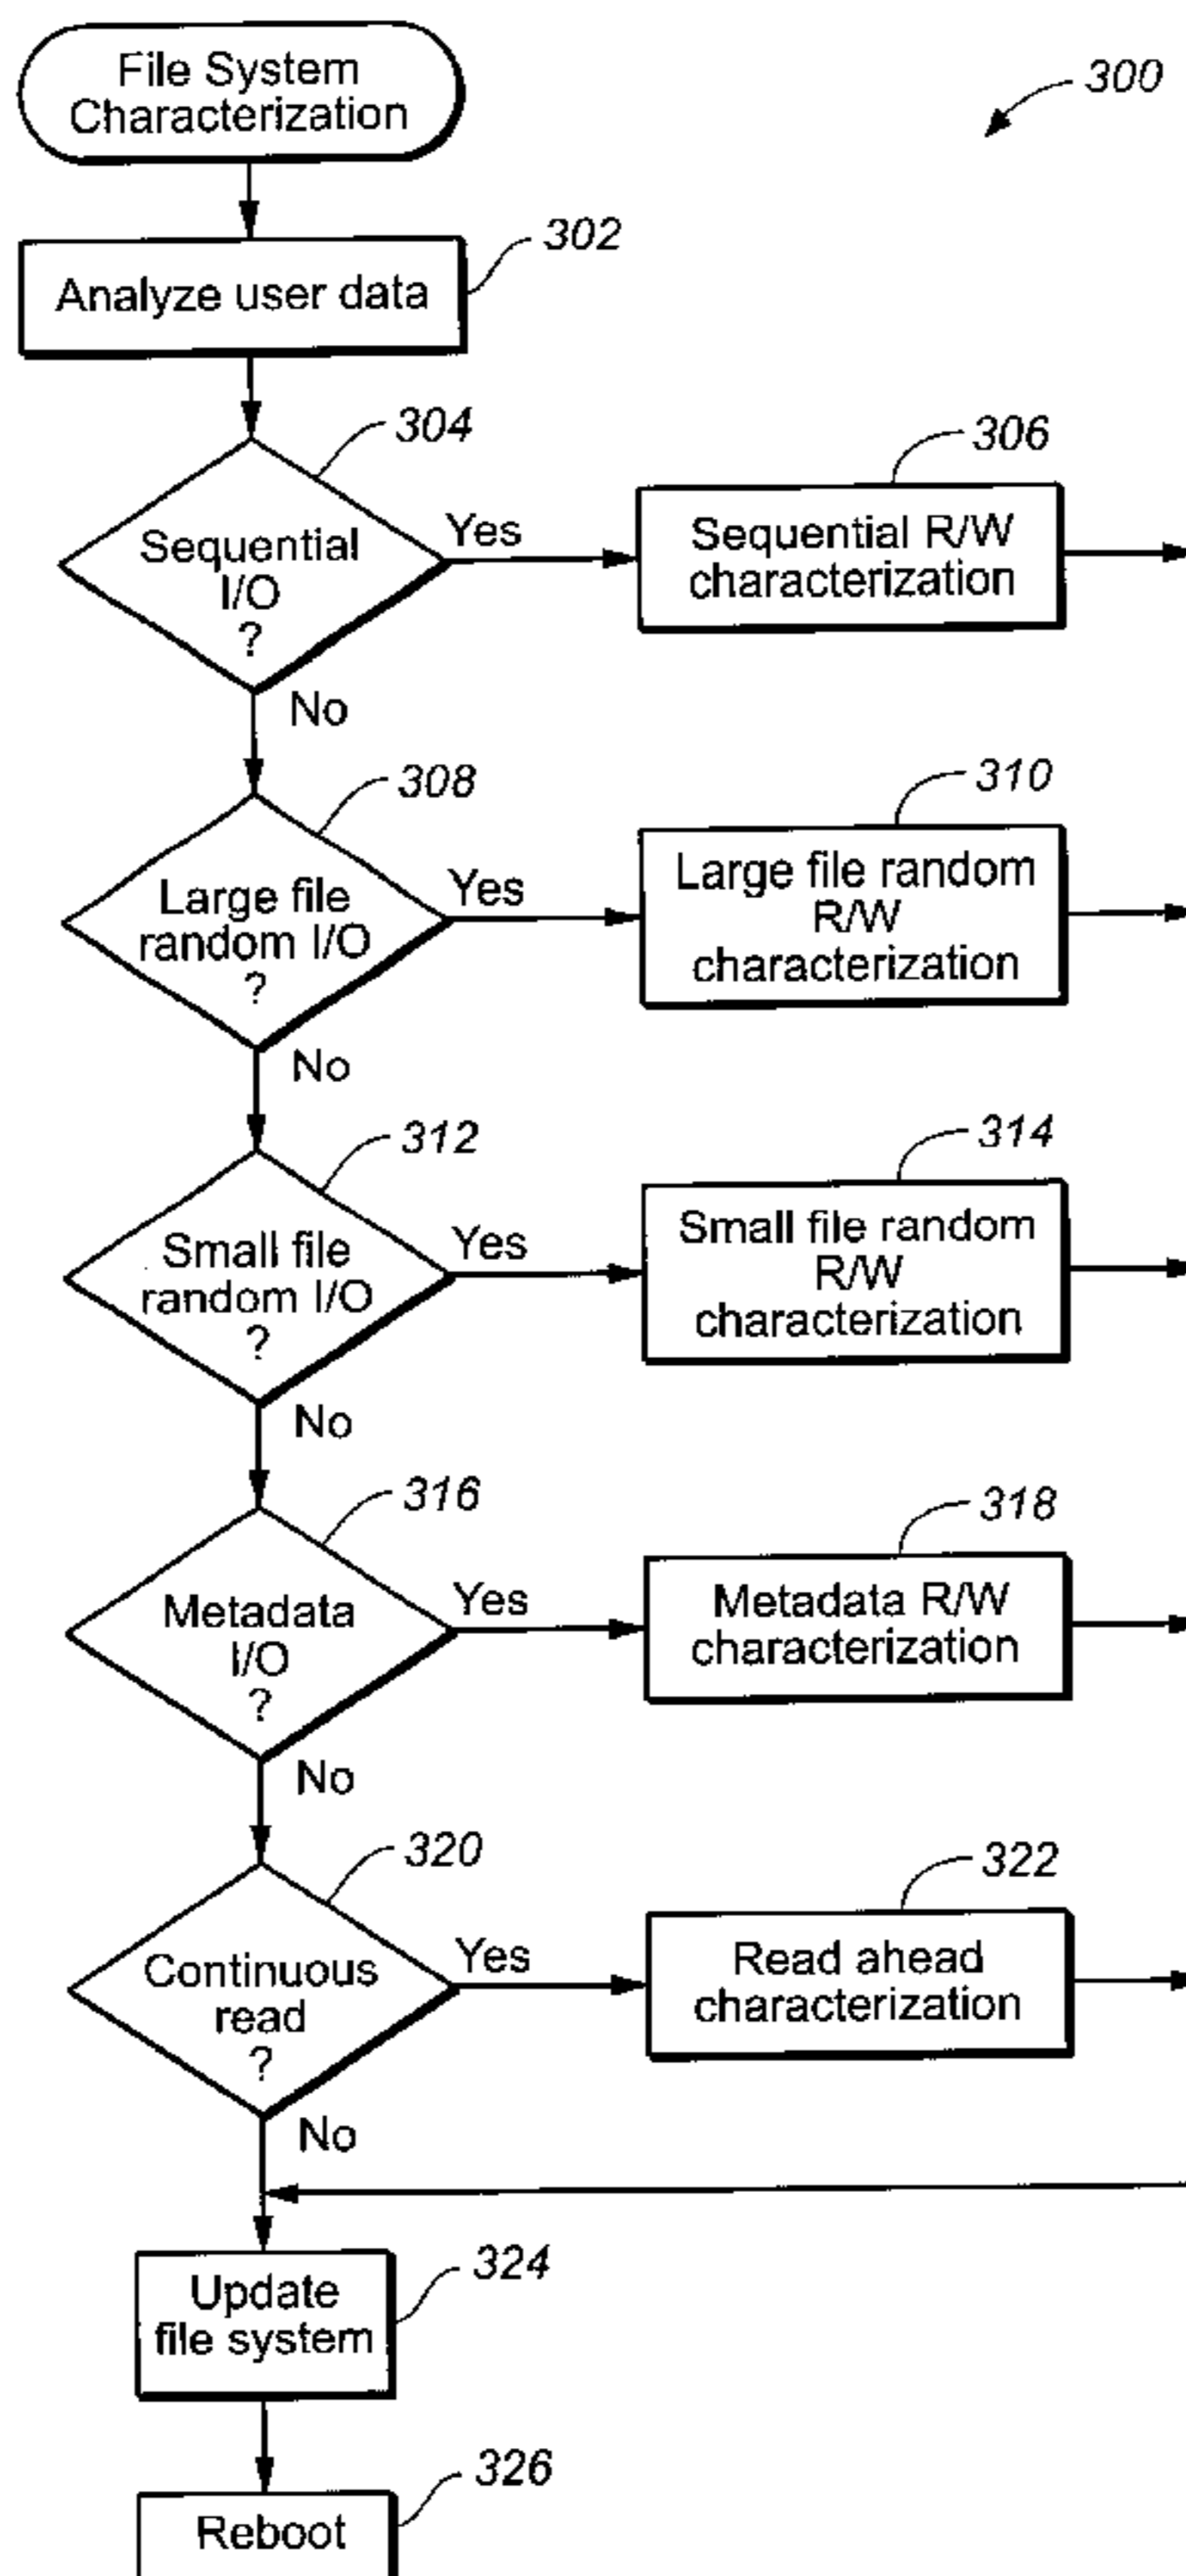 File System
Characterization
300
302
Analyze user data
304
Sequential
I/O
?
Yes
306
Sequential R/W
characterization
No
308
Large file
random I/O
?
Yes
310
Large file random
R/W
characterization
No
312
Small file
random I/O
?
Yes
314
Small file random
R/W
characterization
No
316
Metadata
I/O
?
Yes
318
Metadata R/W
characterization
No
320
Continuous
read
?
Yes
322
Read ahead
characterization
No
324
Update
file system
326
Reboot